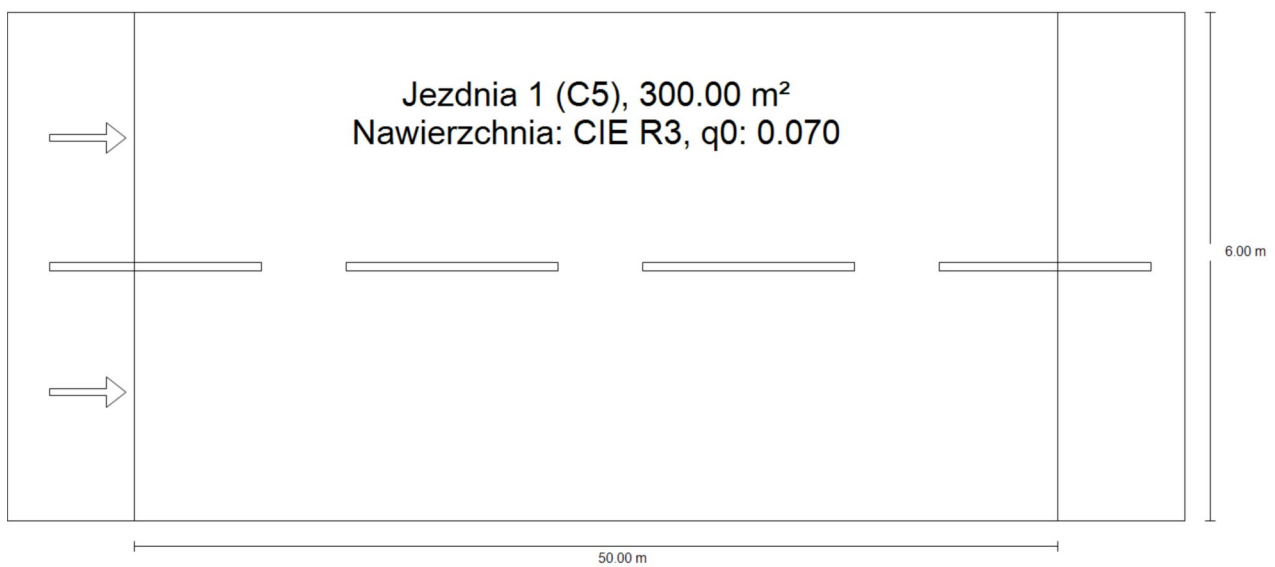 Jezdnia 1 (C5), 300.00 m²
Nawierzchnia: CIE R3, q0: 0.070
6.00 m
50.00 m